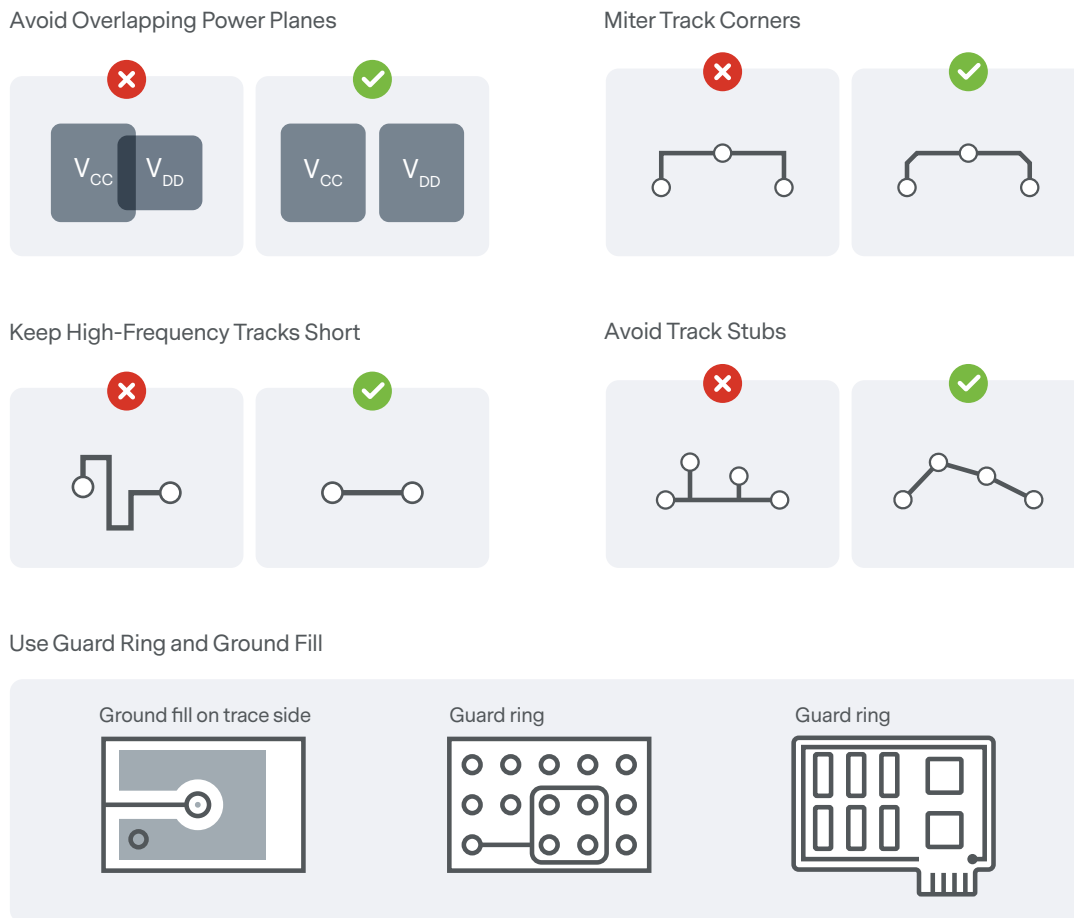 Avoid Overlapping Power Planes
Miter Track Corners
VCC
VDD
VCC
VDD
Keep High-Frequency Tracks Short
Avoid Track Stubs
Use Guard Ring and Ground Fill
Ground fill on trace side
Guard ring
Guard ring